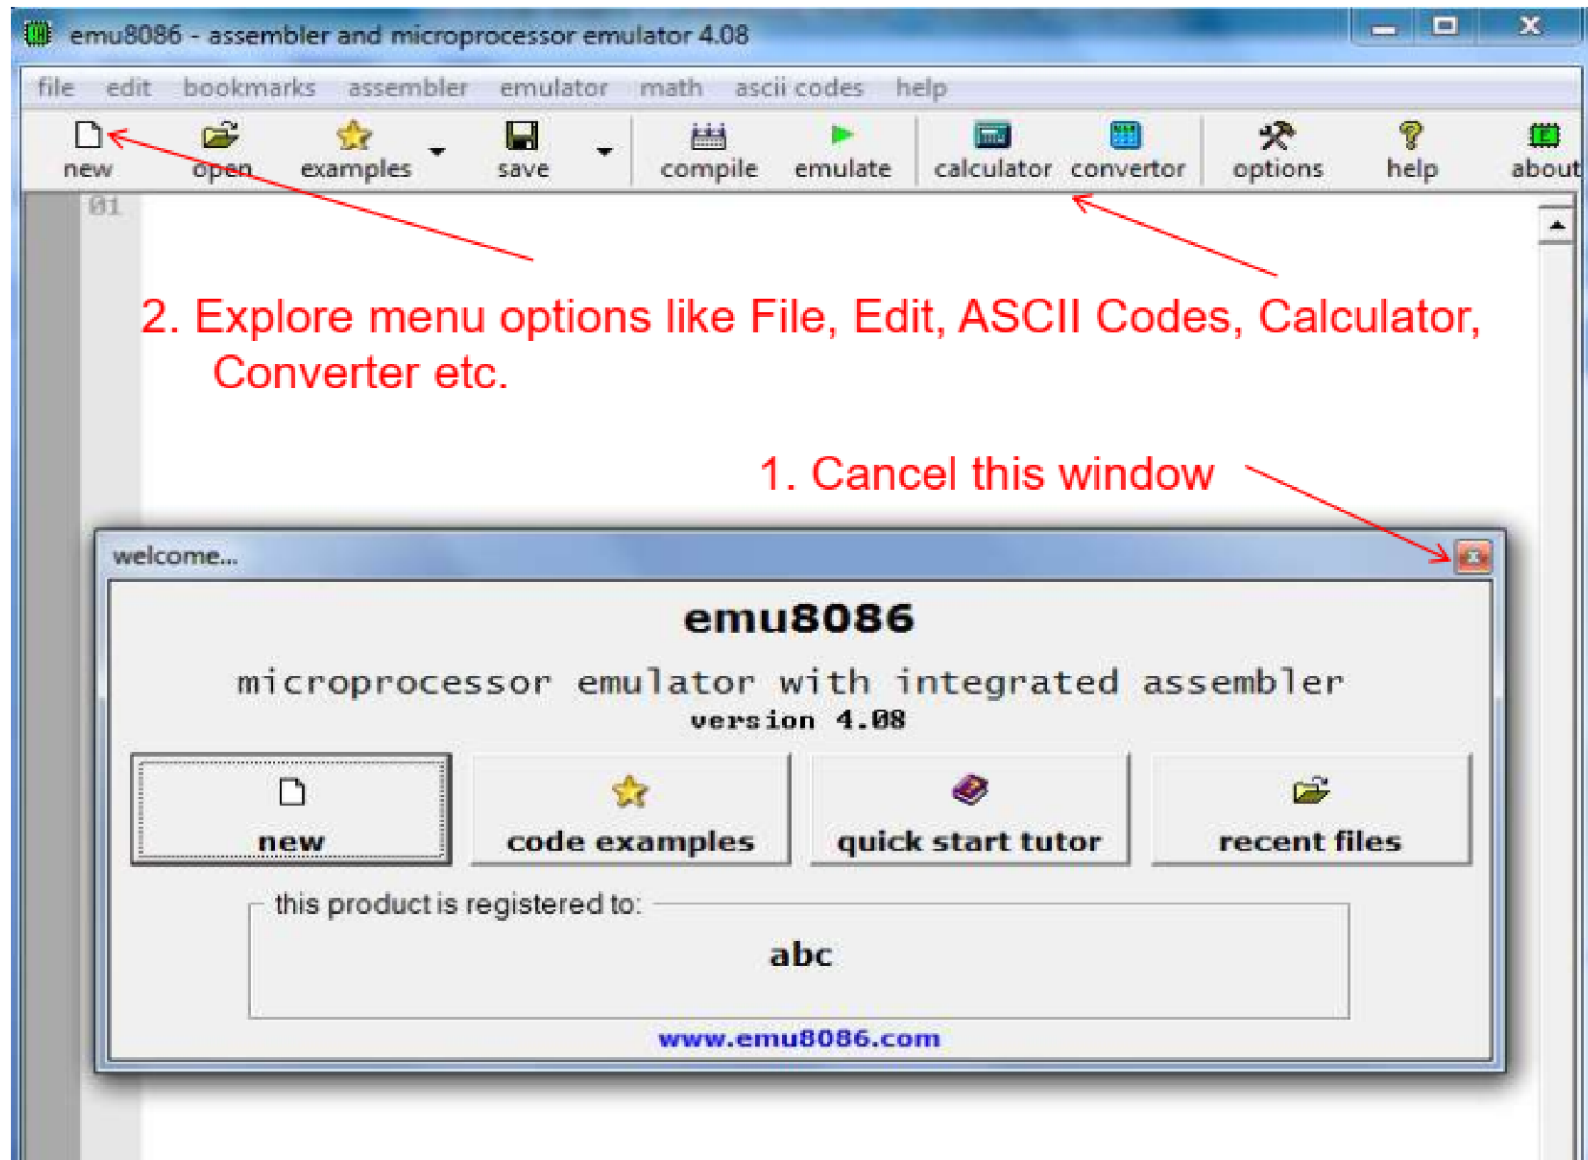 emu8086 - assembler and microprocessor emulator 4.08
file edit bookmarks assembler emulator math ascii codes help
new open examples save compile emulate calculator convertor options help about
01
2. Explore menu options like File, Edit, ASCII Codes, Calculator,
Converter etc.
1. Cancel this window
welcome...
emu8086
microprocessor emulator with integrated assembler
version 4.08
new code examples quick start tutor recent files
this product is registered to:
abc
www.emu8086.com